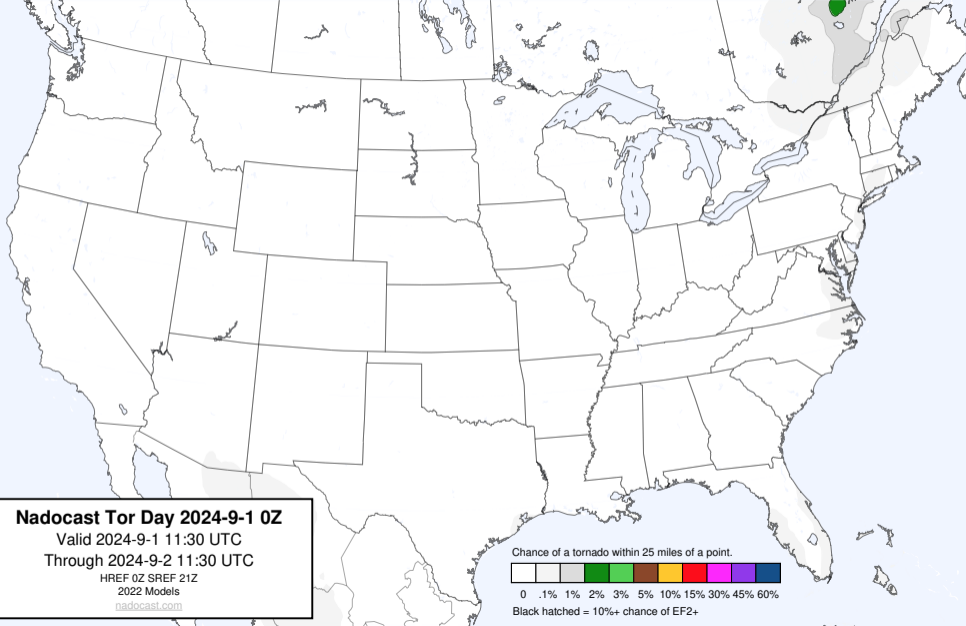 Nadocast Tor Day 2024-9-1 0Z
Valid 2024-9-1 11:30 UTC
Through 2024-9-2 11:30 UTC
HREF 0Z SREF 21Z
2022 Models
nadocast.com
Chance of a tornado within 25 miles of a point.
0 .1% 1% 2% 3% 5% 10% 15% 30% 45% 60%
Black hatched = 10%+ chance of EF2+